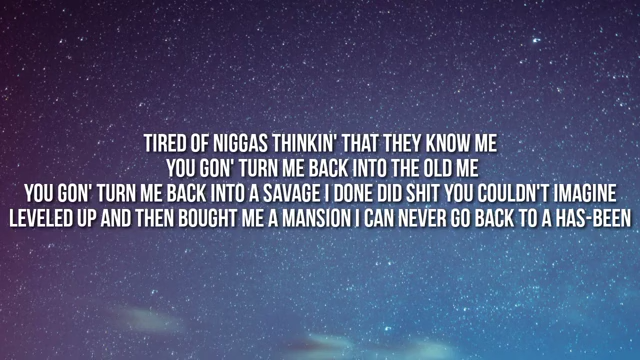 TIRED OF NIGGAS THINKIN' THAT THEY KNOW ME
YOU GON' TURN ME BACK INTO THE OLD ME
YOU GON' TURN ME BACK INTO A SAVAGE I DONE DID SHIT YOU COULDN'T IMAGINE
LEVELED UP AND THEN BOUGHT ME A MANSION I CAN NEVER GO BACK TO A HAS-BEEN